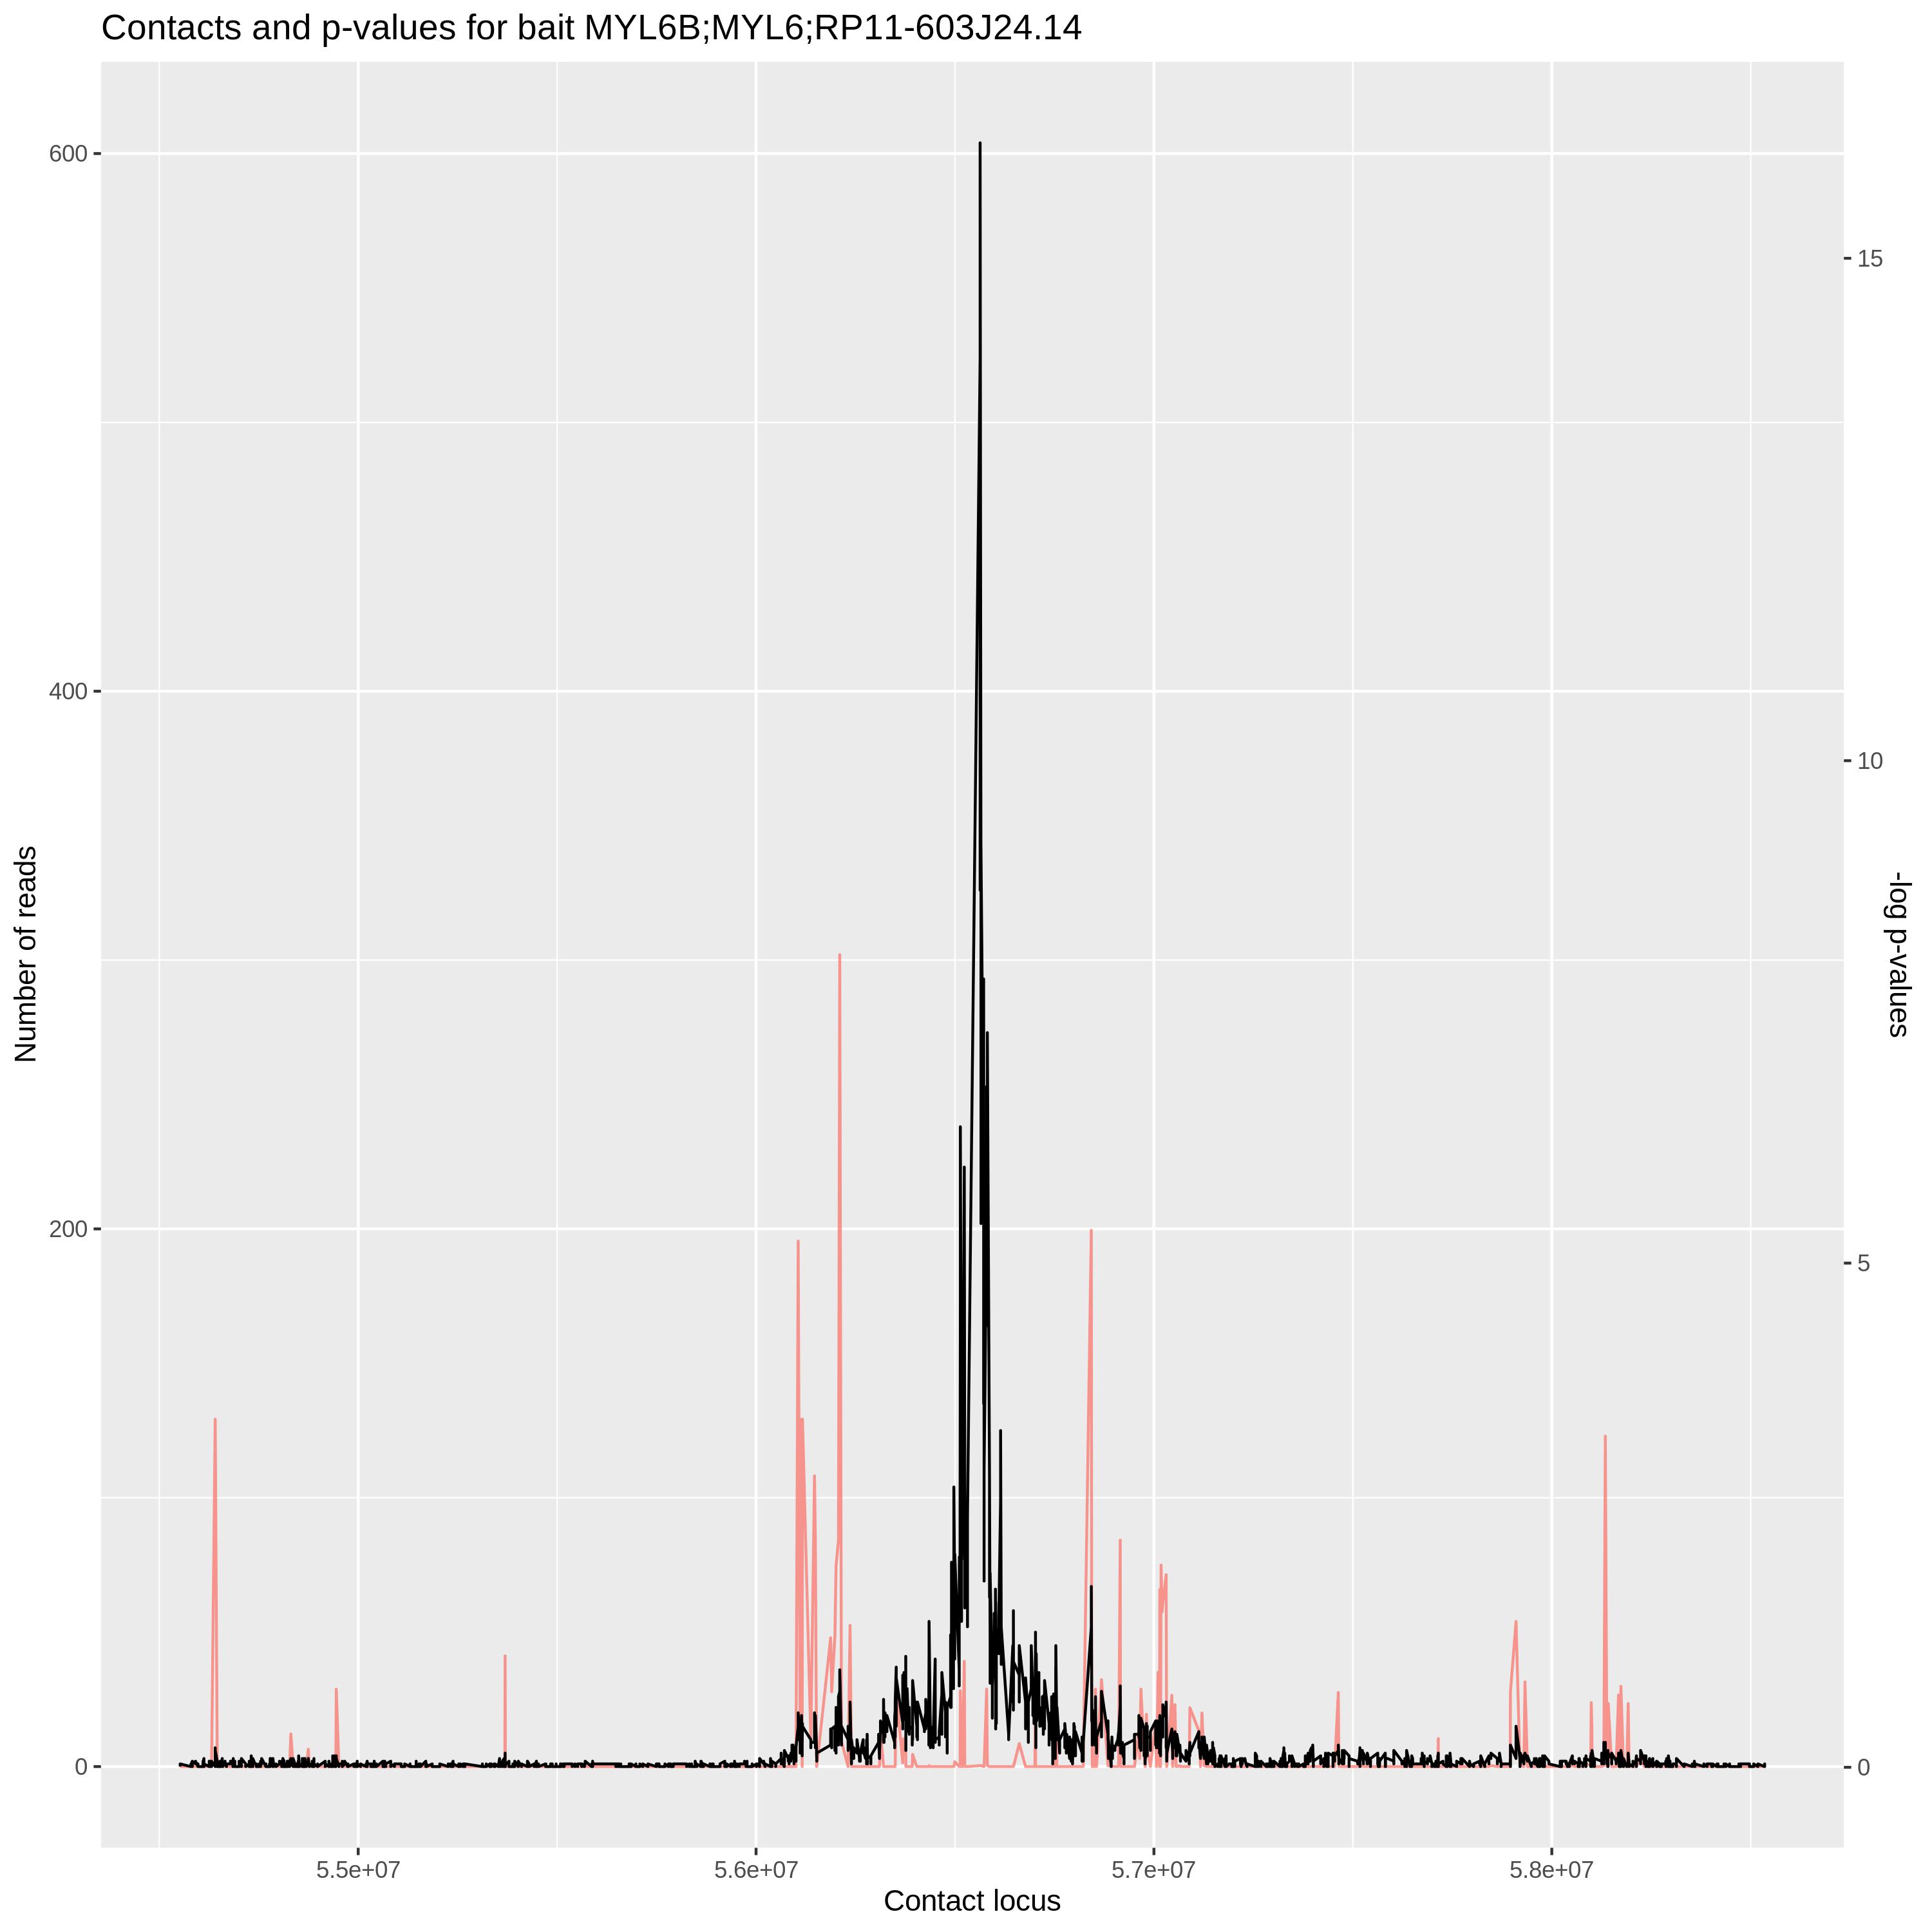 Contacts and p-values for bait MYL6B;MYL6;RP11-603J24.14
600
400
200
0
Number of reads
15
10
5
0
-log p-values
5.5e+07
5.6e+07
5.7e+07
5.8e+07
Contact locus